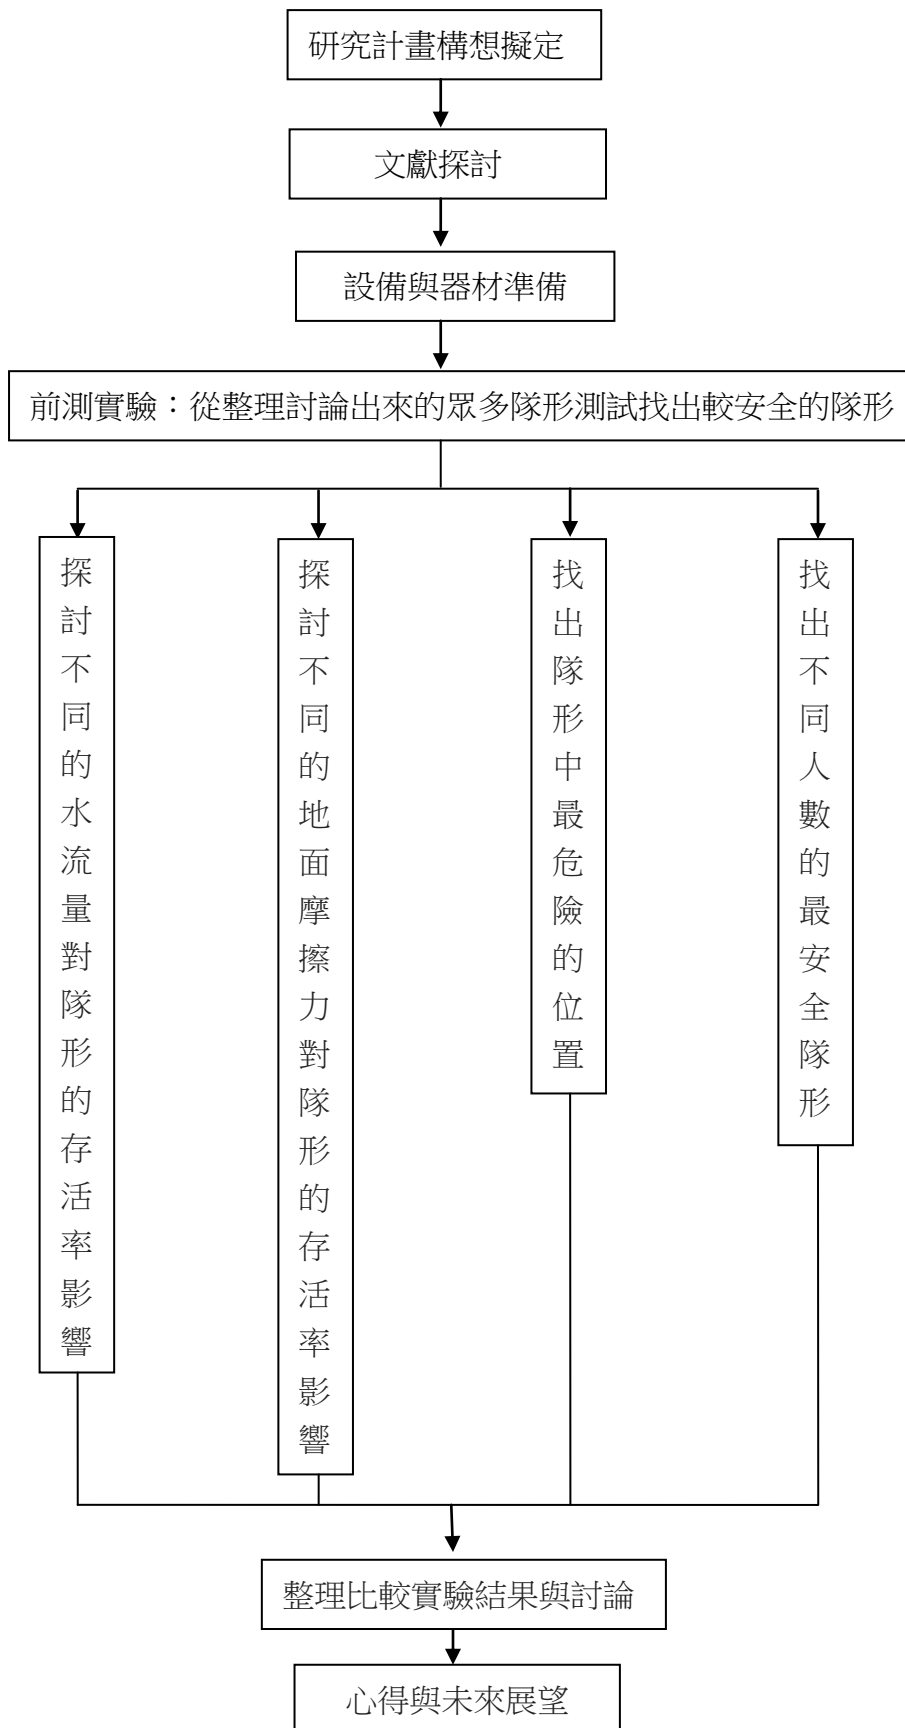 研究計畫構想擬定
文獻探討
設備與器材準備
前測實驗：從整理討論出來的眾多隊形測試找出較安全的隊形
探討不同的水流量對隊形的存活率影響
探討不同的地面摩擦力對隊形的存活率影響
找出隊形中最危險的位置
找出不同人數的最安全隊形
整理比較實驗結果與討論
心得與未來展望